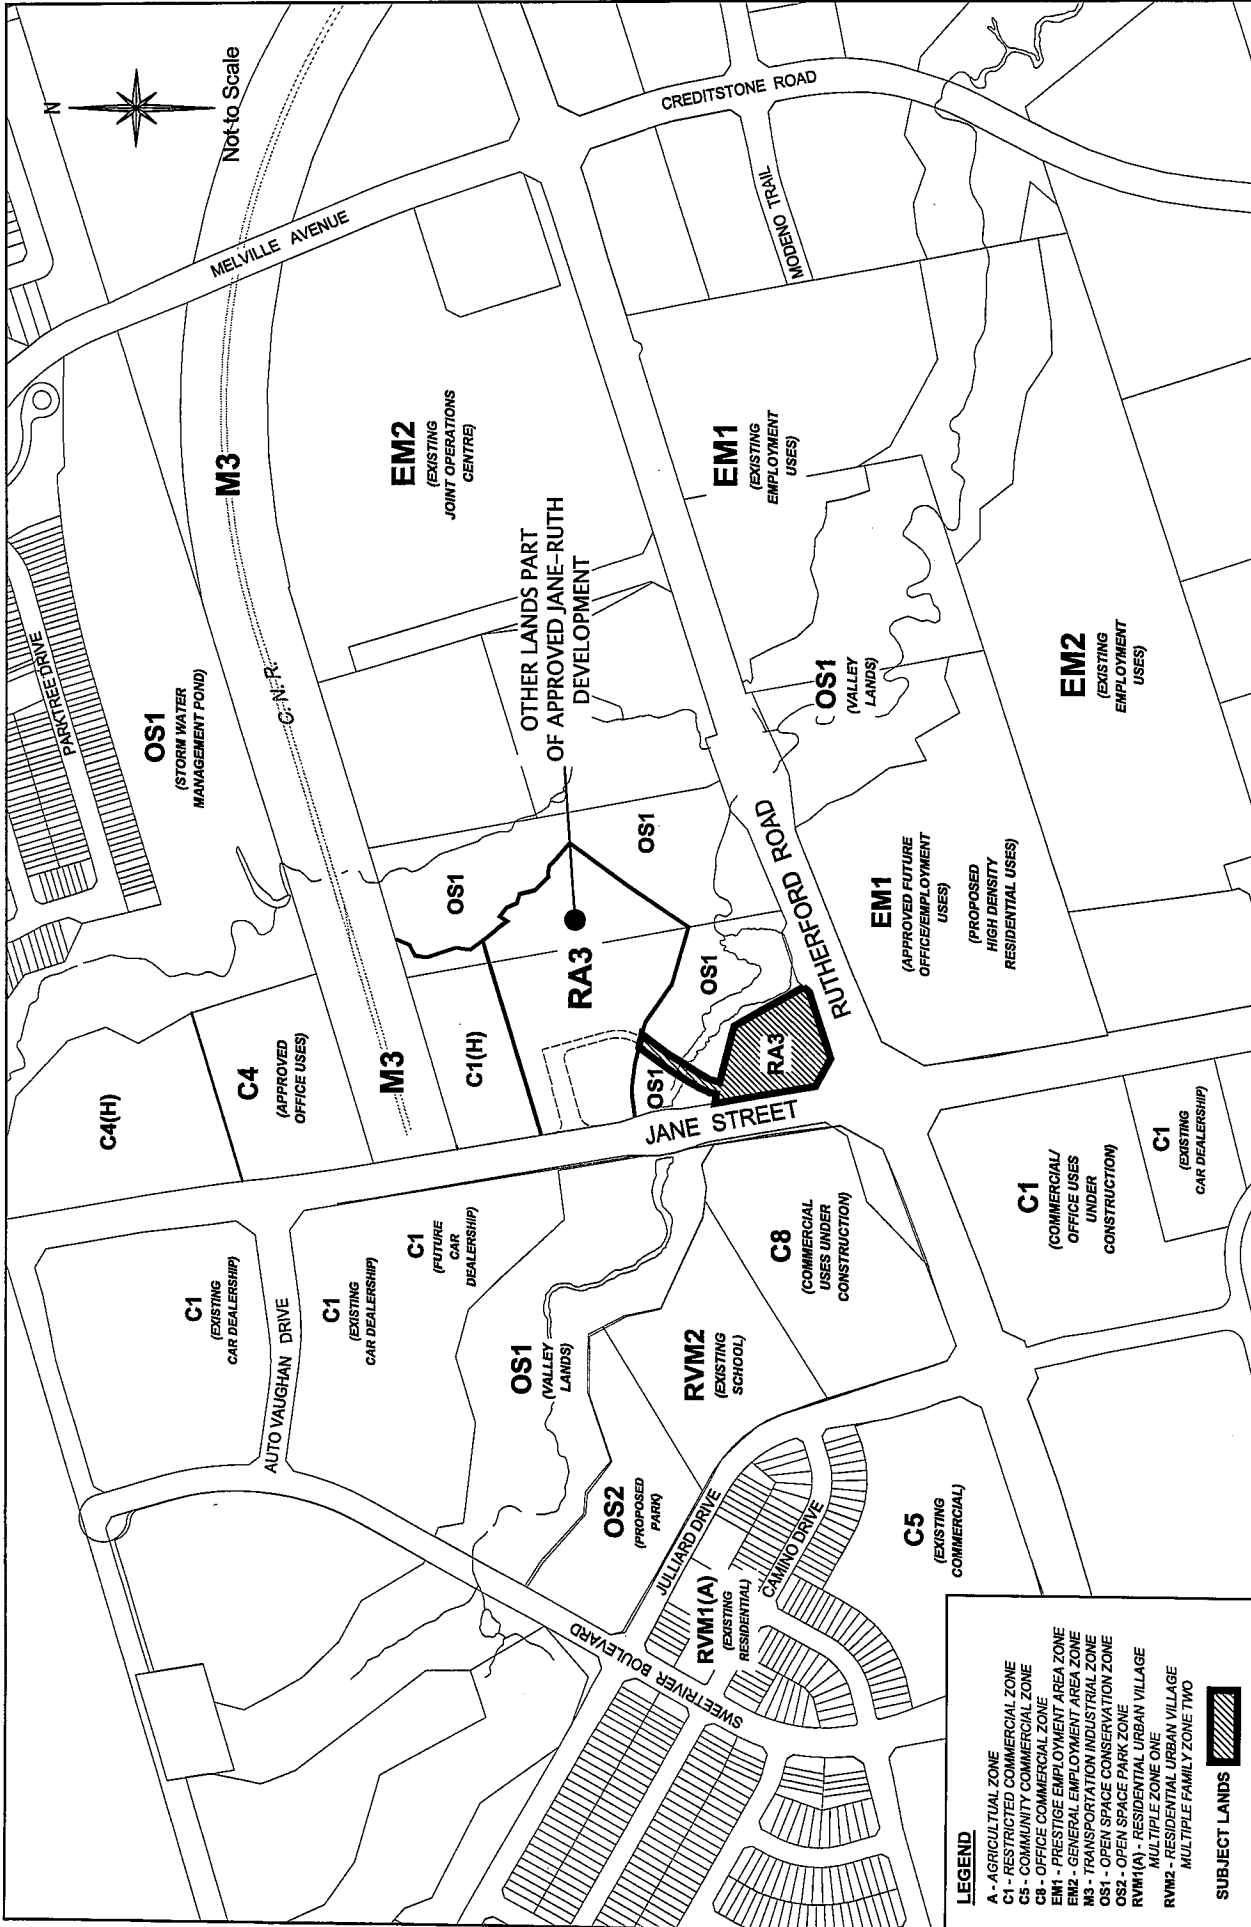 N
Not to Scale
PARKTREE DRIVE
OS1
(STORM WATER
MANAGEMENT POND)
M3
C. N. R.
MELVILLE AVENUE
C4(H)
C4
(APPROVED
OFFICE USES)
M3
C1(H)
OS1
EM2
(EXISTING
JOINT OPERATIONS
CENTRE)
OTHER LANDS PART
OF APPROVED JANE-RUTH
DEVELOPMENT
RA3
OS1
OS1
OS1
RA3
JANE STREET
RUTHERFORD ROAD
CREDITSTONE ROAD
MODENO TRAIL
EM1
(EXISTING
EMPLOYMENT
USES)
OS1
(VALLEY
LANDS)
EM2
(EXISTING
EMPLOYMENT
USES)
EM1
(APPROVED FUTURE
OFFICE/EMPLOYMENT
USES)
(PROPOSED
HIGH DENSITY
RESIDENTIAL USES)
C1
(EXISTING
CAR DEALERSHIP)
AUTO VAUGHAN DRIVE
C1
(EXISTING
CAR DEALERSHIP)
C1
(FUTURE
CAR
DEALERSHIP)
OS1
(VALLEY
LANDS)
OS2
(PROPOSED
PARK)
RVM2
(EXISTING
SCHOOL)
C8
(COMMERCIAL
USES UNDER
CONSTRUCTION)
C1
(COMMERCIAL/
OFFICE USES
UNDER
CONSTRUCTION)
C1
(EXISTING
CAR DEALERSHIP)
SWEETRIVER BOULEVARD
JULLIARD DRIVE
RVM1(A)
(EXISTING
RESIDENTIAL)
CAMINO DRIVE
C5
(EXISTING
COMMERCIAL)
LEGEND
A - AGRICULTUAL ZONE
C1 - RESTRICTED COMMERCIAL ZONE
C5 - COMMUNITY COMMERCIAL ZONE
C8 - OFFICE COMMERCIAL ZONE
EM1 - PRESTIGE EMPLOYMENT AREA ZONE
EM2 - GENERAL EMPLOYMENT AREA ZONE
M3 - TRANSPORTATION INDUSTRIAL ZONE
OS1 - OPEN SPACE CONSERVATION ZONE
OS2 - OPEN SPACE PARK ZONE
RVM1(A) - RESIDENTIAL URBAN VILLAGE
MULTIPLE ZONE ONE
RVM2 - RESIDENTIAL URBAN VILLAGE
MULTIPLE FAMILY ZONE TWO
SUBJECT LANDS